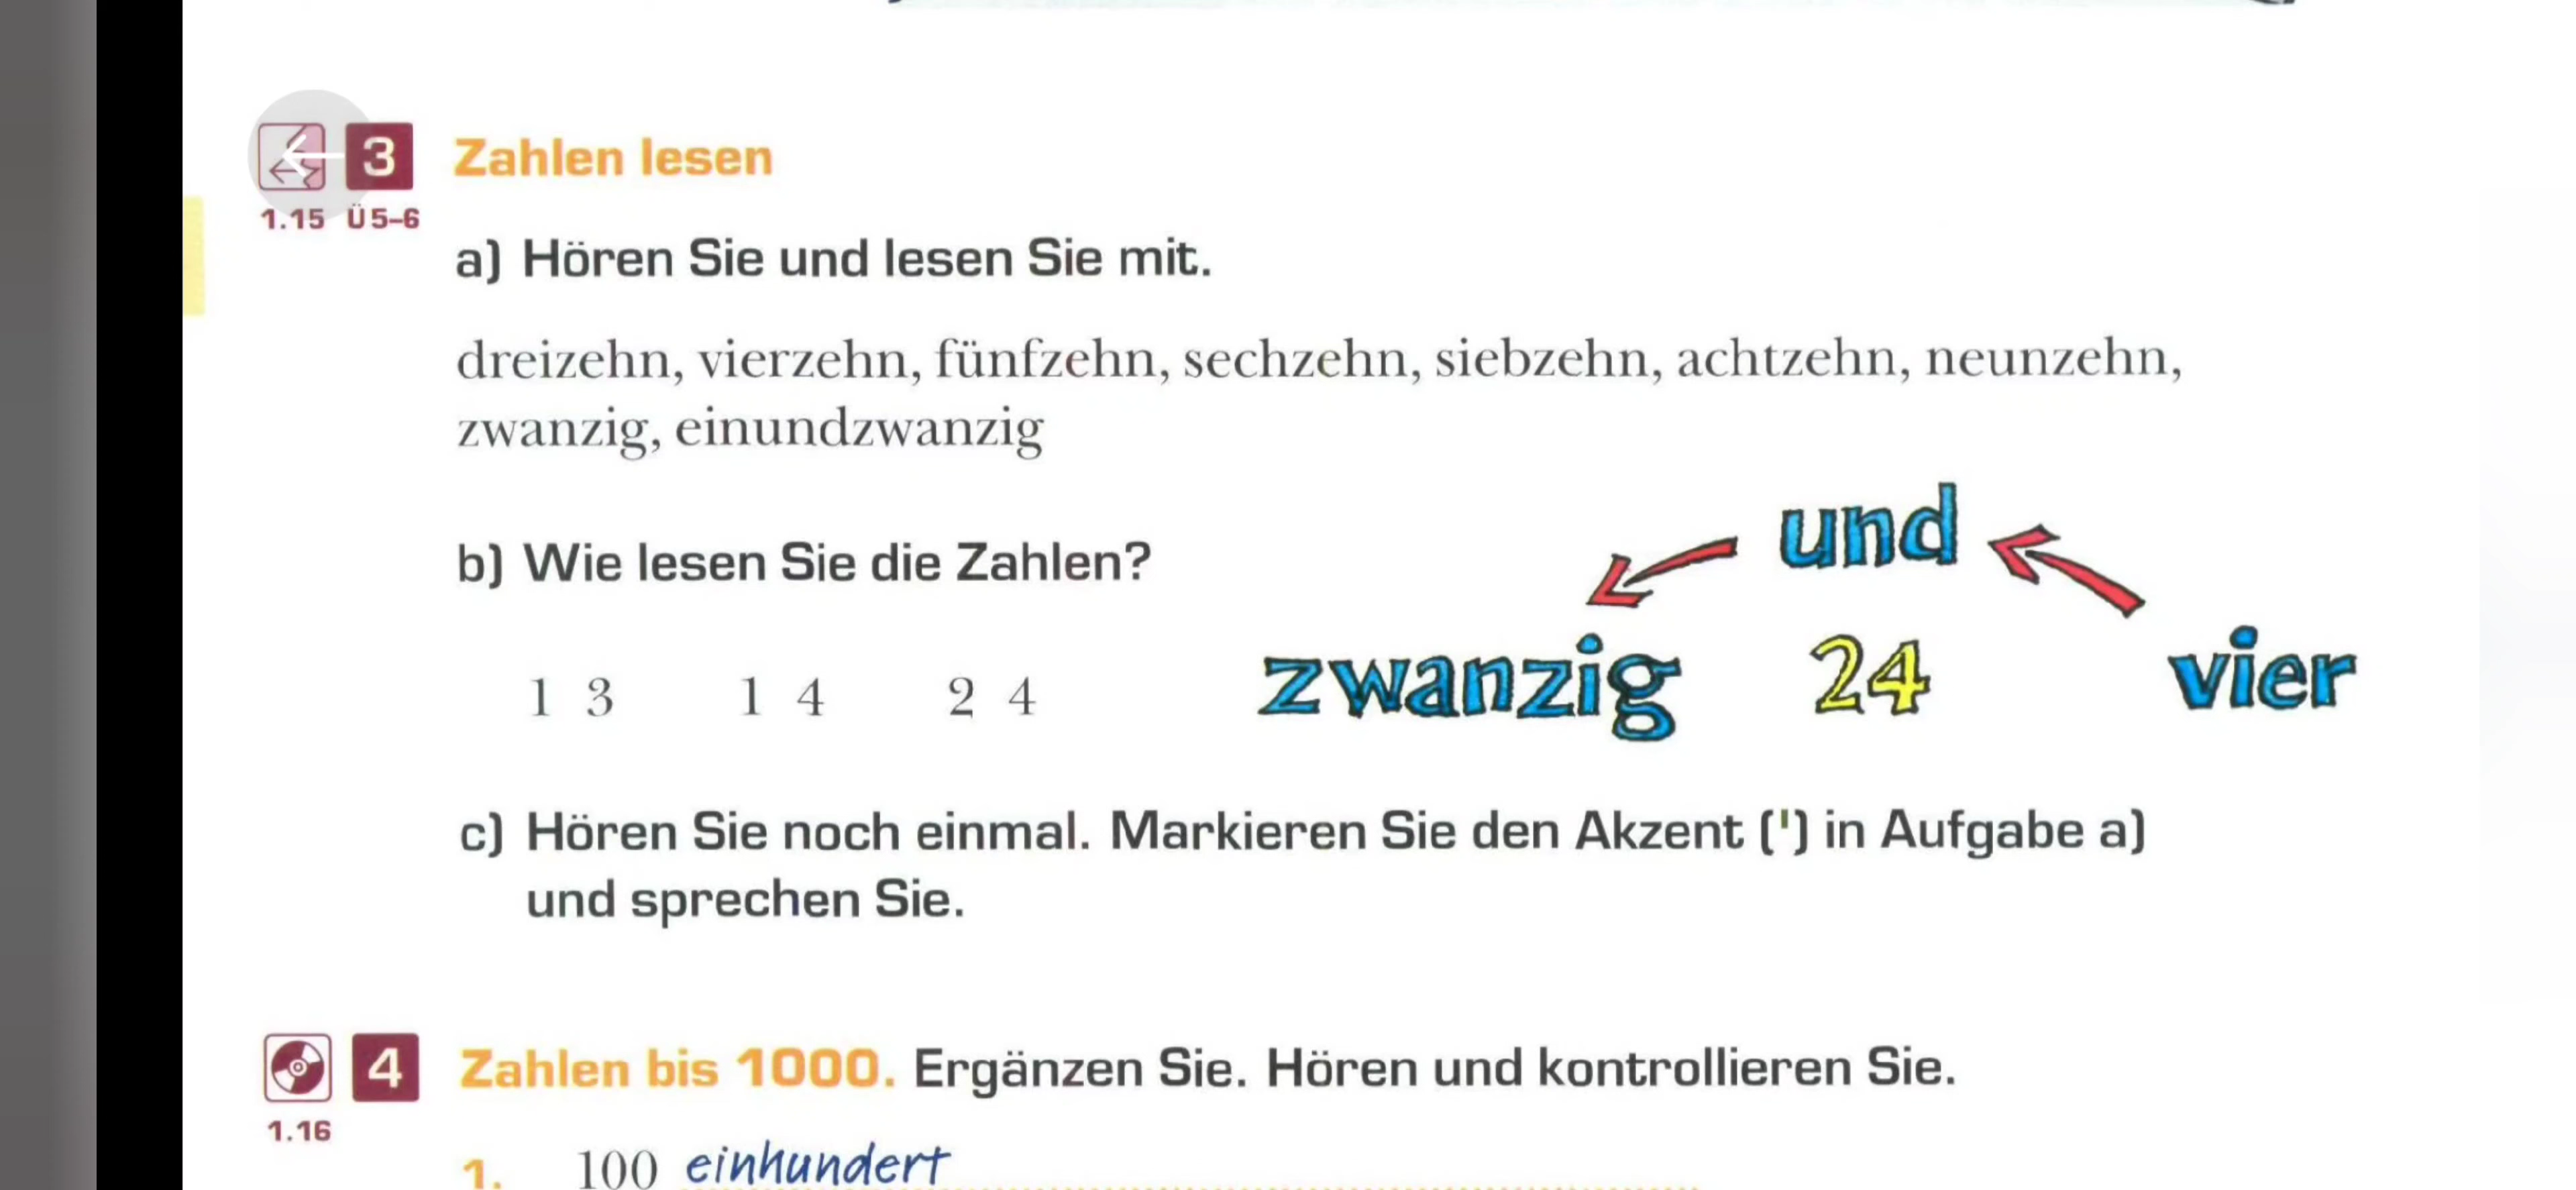 3 Zahlen lesen
1.15 Ü 5–6
a) Hören Sie und lesen Sie mit.
dreizehn, vierzehn, fünfzehn, sechzehn, siebzehn, achtzehn, neunzehn,
zwanzig, einundzwanzig
b) Wie lesen Sie die Zahlen?
1 3 1 4 2 4
und
zwanzig 24 vier
c) Hören Sie noch einmal. Markieren Sie den Akzent (') in Aufgabe a)
und sprechen Sie.
4 Zahlen bis 1000. Ergänzen Sie. Hören und kontrollieren Sie.
1.16
1. 100 einhundert